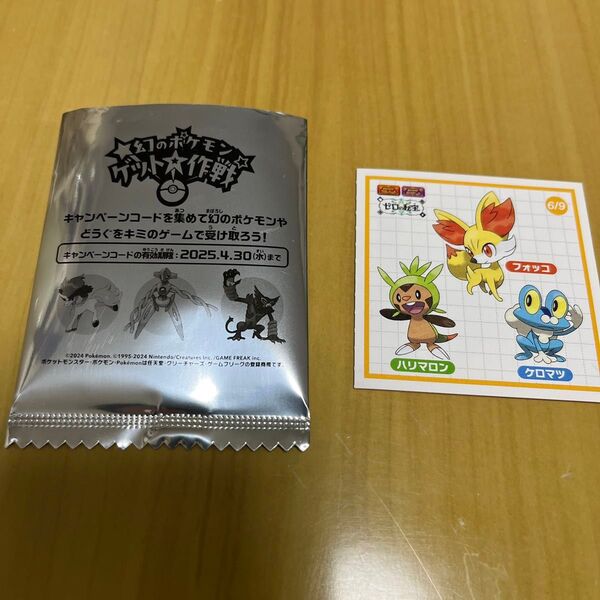 幻のポケモン
ゲット★作戦
キャンペーンコードを集めて幻のポケモンや
どうぐをキミのゲームで受け取ろう!
キャンペーンコードの有効期限:2025.4.30(水)まで
©2024 Pokémon. ©1995-2024 Nintendo/Creatures Inc./GAME FREAK inc.
ポケットモンスター・ポケモン・Pokémonは任天堂・クリーチャーズ・ゲームフリークの登録商標です。
6/9
ゼロの秘宝
フォッコ
ハリマロン
ケロマツ